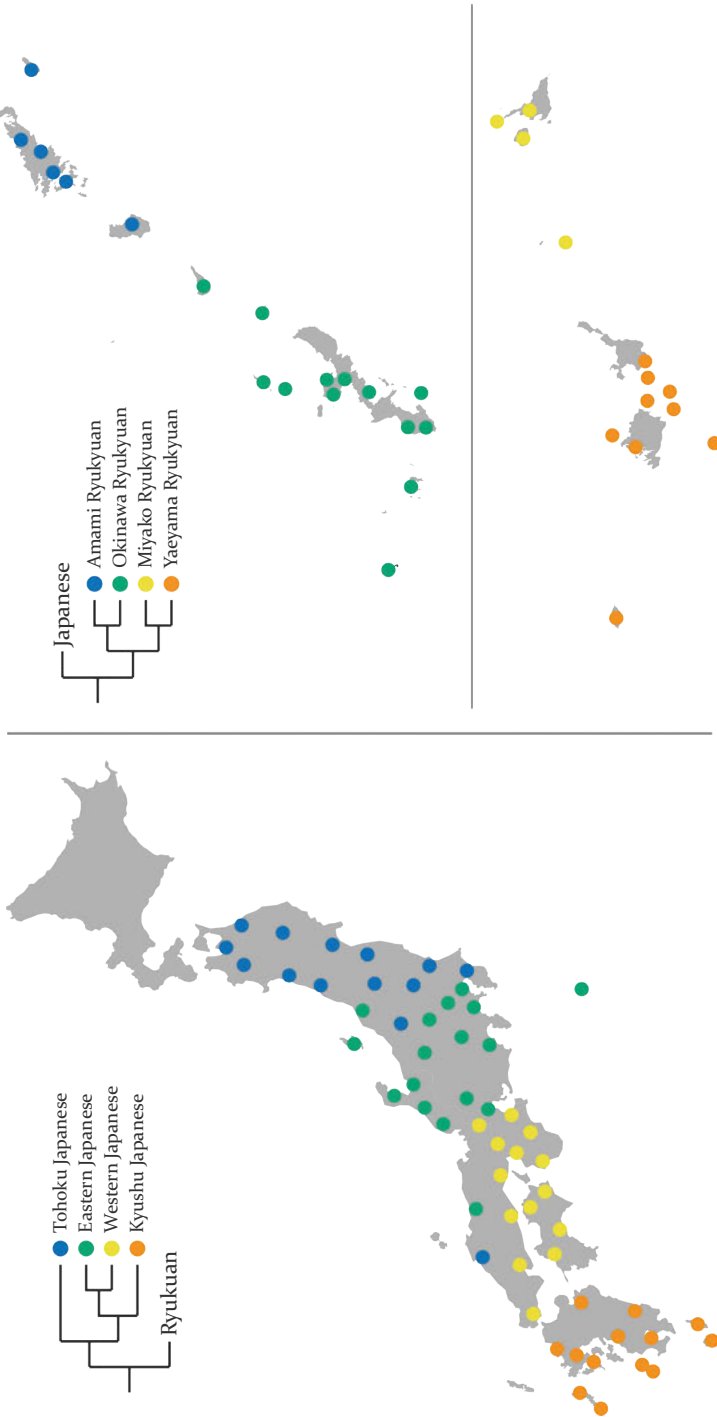 Tohoku Japanese
Eastern Japanese
Western Japanese
Kyushu Japanese
Ryukuan
Japanese
Amami Ryukyuan
Okinawa Ryukyuan
Miyako Ryukyuan
Yaeyama Ryukyuan